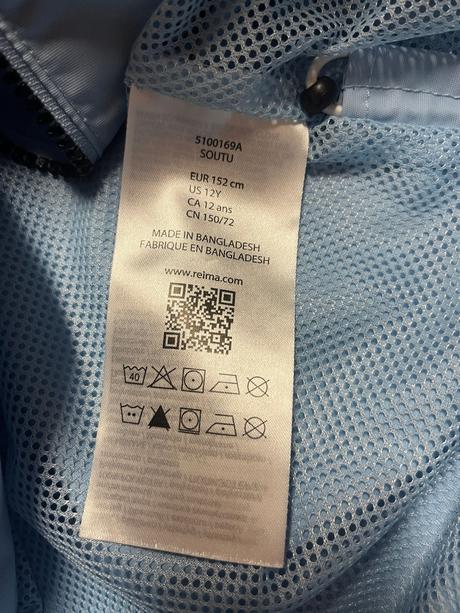 5100169A
SOUTU
EUR 152 cm
US 12Y
CA 12 ans
CN 150/72
MADE IN BANGLADESH
FABRIQUE EN BANGLADESH
www.reima.com
40